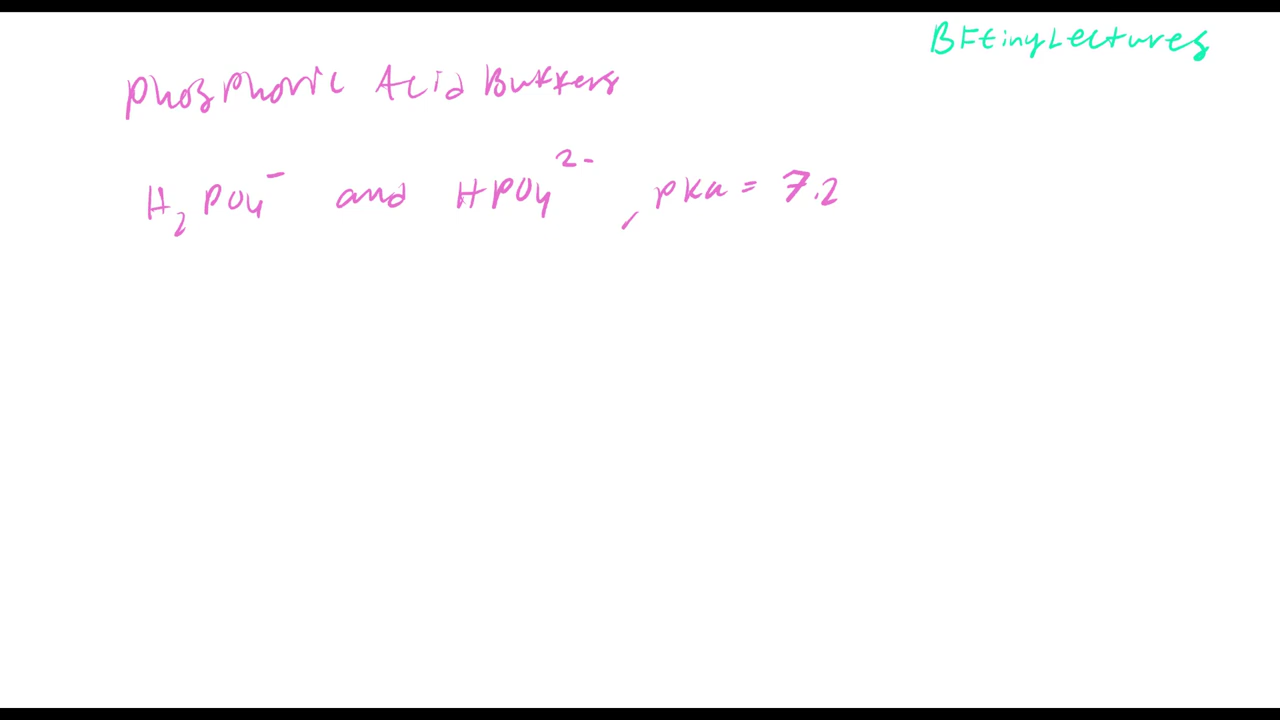 BFtinyLectures
Phosphoric Acid Buffers
H₂PO₄⁻ and HPO₄²⁻, pKa = 7.2